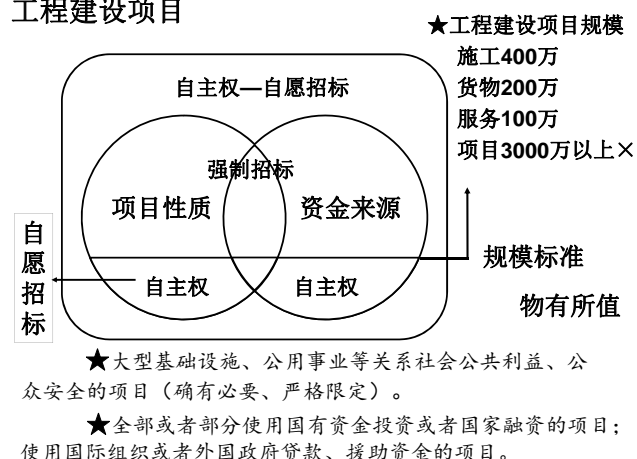 工程建设项目
★工程建设项目规模
施工400万
货物200万
服务100万
项目3000万以上×
自主权—自愿招标
强制招标
项目性质
资金来源
自愿招标
自主权
自主权
规模标准
物有所值
★大型基础设施、公用事业等关系社会公共利益、公
众安全的项目（确有必要、严格限定）。
★全部或者部分使用国有资金投资或者国家融资的项目；
使用国际组织或者外国政府贷款、援助资金的项目。